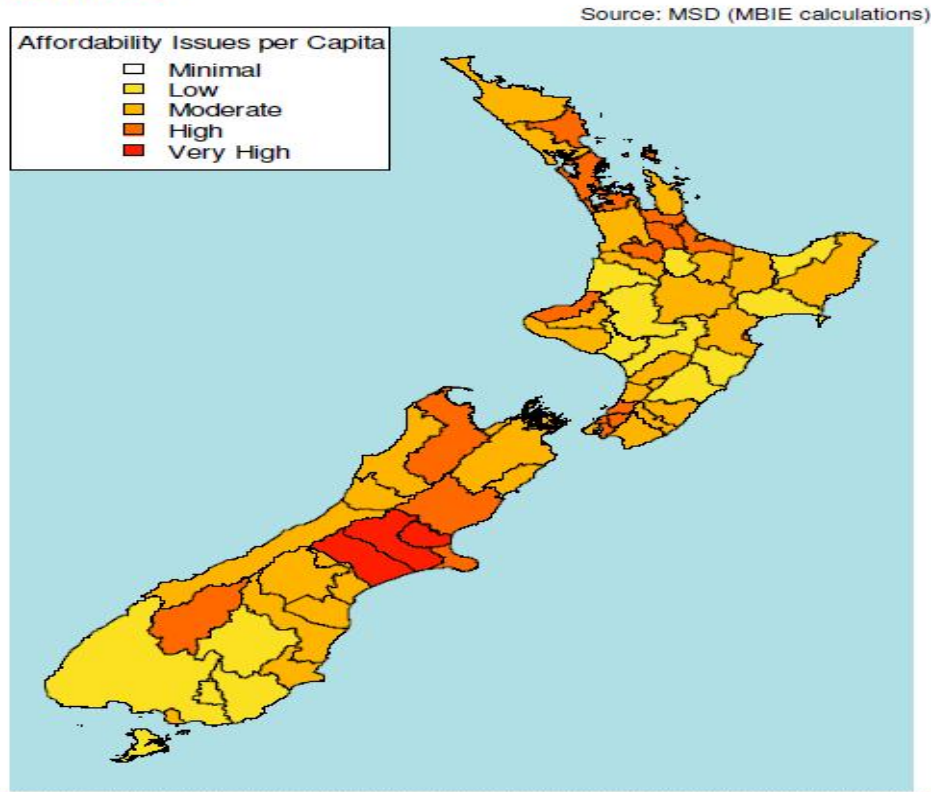 Source: MSD (MBIE calculations)
Affordability Issues per Capita
Minimal
Low
Moderate
High
Very High